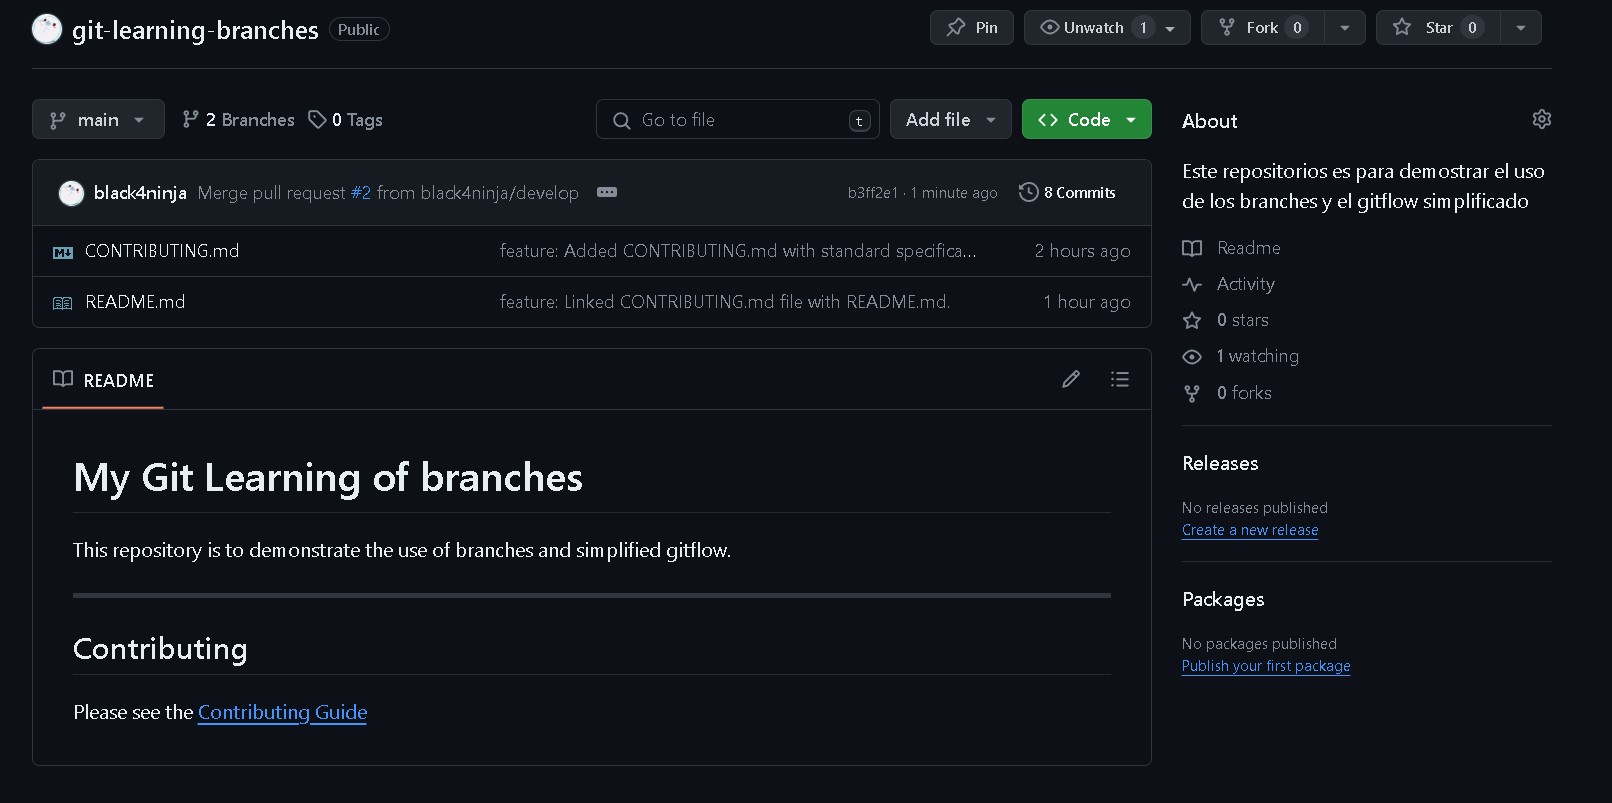 git-learning-branches Public Pin Unwatch 1 Fork 0 Star 0
main 2 Branches 0 Tags Go to file t Add file Code
black4ninja Merge pull request #2 from black4ninja/develop b3ff2e1 · 1 minute ago 8 Commits
CONTRIBUTING.md feature: Added CONTRIBUTING.md with standard specifica... 2 hours ago
README.md feature: Linked CONTRIBUTING.md file with README.md. 1 hour ago
README
My Git Learning of branches
This repository is to demonstrate the use of branches and simplified gitflow.
Contributing
Please see the Contributing Guide
About
Este repositorios es para demostrar el uso
de los branches y el gitflow simplificado
Readme
Activity
0 stars
1 watching
0 forks
Releases
No releases published
Create a new release
Packages
No packages published
Publish your first package